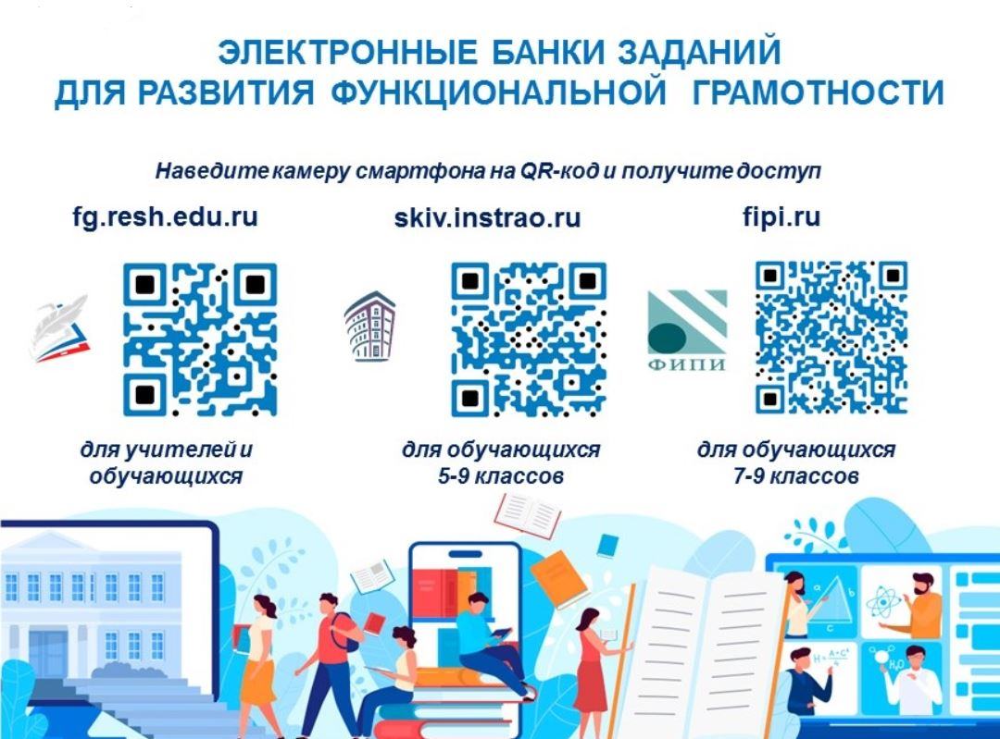 ЭЛЕКТРОННЫЕ БАНКИ ЗАДАНИЙ
ДЛЯ РАЗВИТИЯ ФУНКЦИОНАЛЬНОЙ ГРАМОТНОСТИ
Наведите камеру смартфона на QR-код и получите доступ
fg.resh.edu.ru
skiv.instrao.ru
fipi.ru
ФИПИ
для учителей и
обучающихся
для обучающихся
5-9 классов
для обучающихся
7-9 классов
a
b
c
H₂O